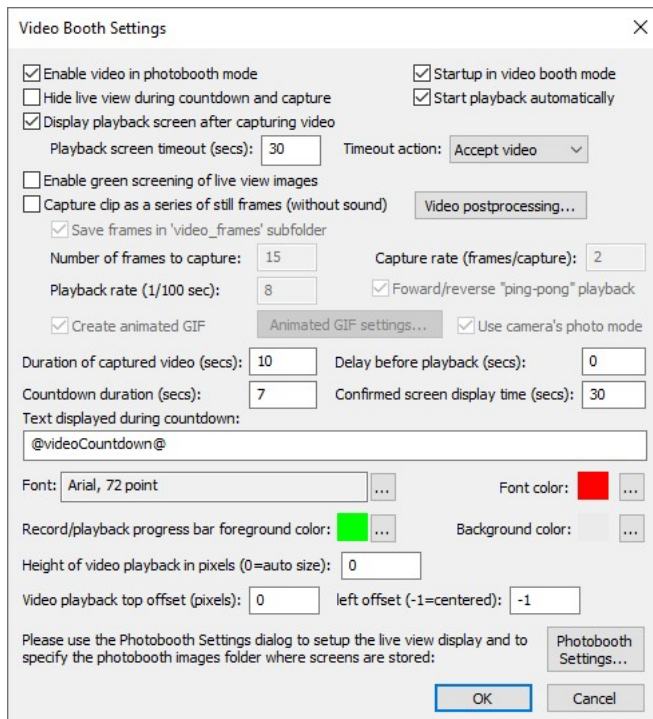 Video Booth Settings
Enable video in photobooth mode
Startup in video booth mode
Hide live view during countdown and capture
Start playback automatically
Display playback screen after capturing video
Playback screen timeout (secs): 30 Timeout action: Accept video
Enable green screening of live view images
Capture clip as a series of still frames (without sound) Video postprocessing...
Save frames in 'video_frames' subfolder
Number of frames to capture: 15 Capture rate (frames/capture): 2
Playback rate (1/100 sec): 8 Foward/reverse "ping-pong" playback
Create animated GIF Animated GIF settings... Use camera's photo mode
Duration of captured video (secs): 10 Delay before playback (secs): 0
Countdown duration (secs): 7 Confirmed screen display time (secs): 30
Text displayed during countdown:
@videoCountdown@
Font: Arial, 72 point ... Font color: ...
Record/playback progress bar foreground color: ... Background color: ...
Height of video playback in pixels (0=auto size): 0
Video playback top offset (pixels): 0 left offset (-1=centered): -1
Please use the Photobooth Settings dialog to setup the live view display and to
specify the photobooth images folder where screens are stored:
Photobooth
Settings...
OK Cancel